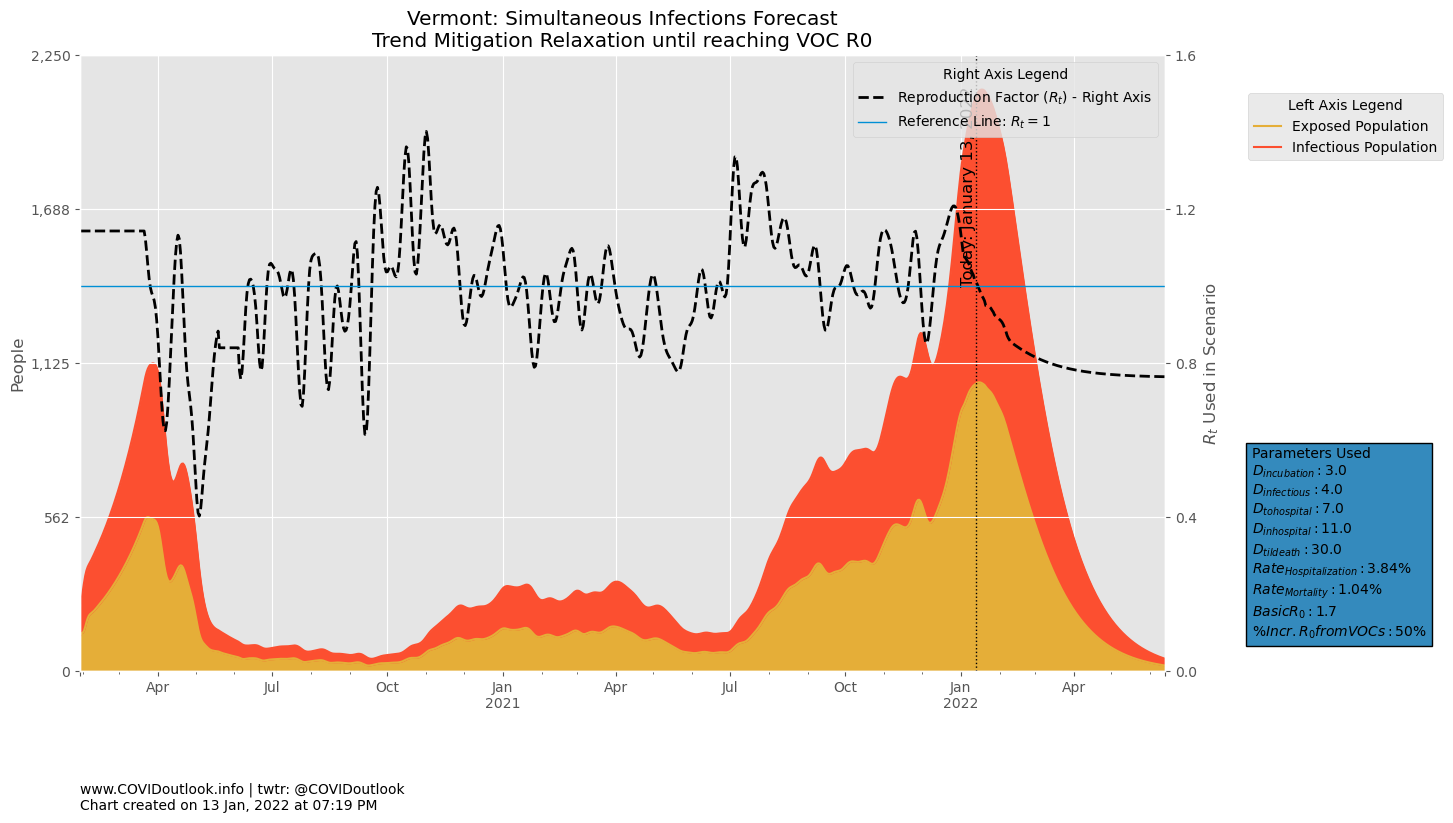 Vermont: Simultaneous Infections Forecast
Trend Mitigation Relaxation until reaching VOC R0
2,250
1,688
1,125
562
0
People
1.6
1.2
0.8
0.4
0.0
Rt Used in Scenario
Right Axis Legend
Reproduction Factor (Rt) - Right Axis
Reference Line: Rt = 1
Today: January 13, 2022
Left Axis Legend
Exposed Population
Infectious Population
Parameters Used
Dincubation : 3.0
Dinfectious : 4.0
Dtohospital : 7.0
Dinhospital : 11.0
Dtildeath : 30.0
RateHospitalization : 3.84%
RateMortality : 1.04%
BasicR0 : 1.7
%Incr.R0fromVOCs : 50%
Apr
Jul
Oct
Jan
2021
Apr
Jul
Oct
Jan
2022
Apr
www.COVIDoutlook.info | twtr: @COVIDoutlook
Chart created on 13 Jan, 2022 at 07:19 PM